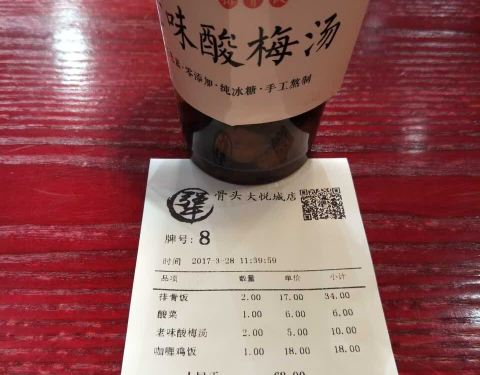 味酸梅汤
零添加·纯冰糖·手工熬制
骨头 大悦城店
牌号: 8
时间 2017-3-28 11:39:59
品项 数量 单价 小计
排骨饭 2.00 17.00 34.00
酸菜 1.00 6.00 6.00
老味酸梅汤 2.00 5.00 10.00
咖喱鸡饭 1.00 18.00 18.00
68.00